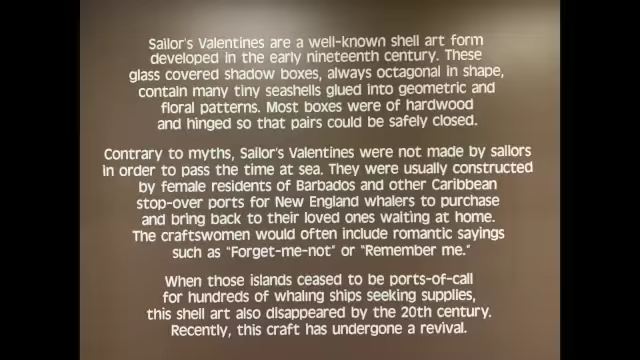 Sailor's Valentines are a well-known shell art form
developed in the early nineteenth century. These
glass covered shadow boxes, always octagonal in shape,
contain many tiny seashells glued into geometric and
floral patterns. Most boxes were of hardwood
and hinged so that pairs could be safely closed.
Contrary to myths, Sailor's Valentines were not made by sailors
in order to pass the time at sea. They were usually constructed
by female residents of Barbados and other Caribbean
stop-over ports for New England whalers to purchase
and bring back to their loved ones waiting at home.
The craftswomen would often include romantic sayings
such as "Forget-me-not" or "Remember me."
When those islands ceased to be ports-of-call
for hundreds of whaling ships seeking supplies,
this shell art also disappeared by the 20th century.
Recently, this craft has undergone a revival.